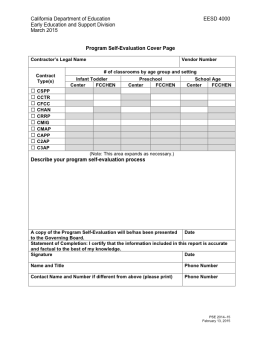 California Department of Education EESD 4000
Early Education and Support Division
March 2015
Program Self-Evaluation Cover Page
Contractor's Legal Name Vendor Number
Contract Type(s) # of classrooms by age group and setting
Infant Toddler Preschool School Age
Center FCCHEN Center FCCHEN Center FCCHEN
☐ CSPP
☐ CCTR
☐ CFCC
☐ CHAN
☐ CRRP
☐ CMIG
☐ CMAP
☐ CAPP
☐ C2AP
☐ C3AP
(Note: This area expands as necessary.)
Describe your program self-evaluation process
A copy of the Program Self-Evaluation will be/has been presented Date
to the Governing Board.
Statement of Completion: I certify that the information included in this report is accurate
and factual to the best of my knowledge.
Signature Date
Name and Title Phone Number
Contact Name and Number if different from above (please print) Phone Number
PSE 2014–15
February 13, 2015